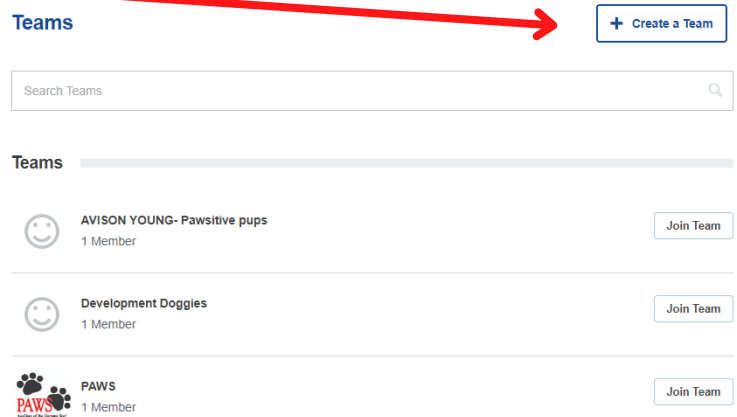 Teams
+ Create a Team
Search Teams
Teams
AVISON YOUNG- Pawsitive pups
1 Member
Join Team
Development Doggies
1 Member
Join Team
PAWS
PAWS
1 Member
Join Team